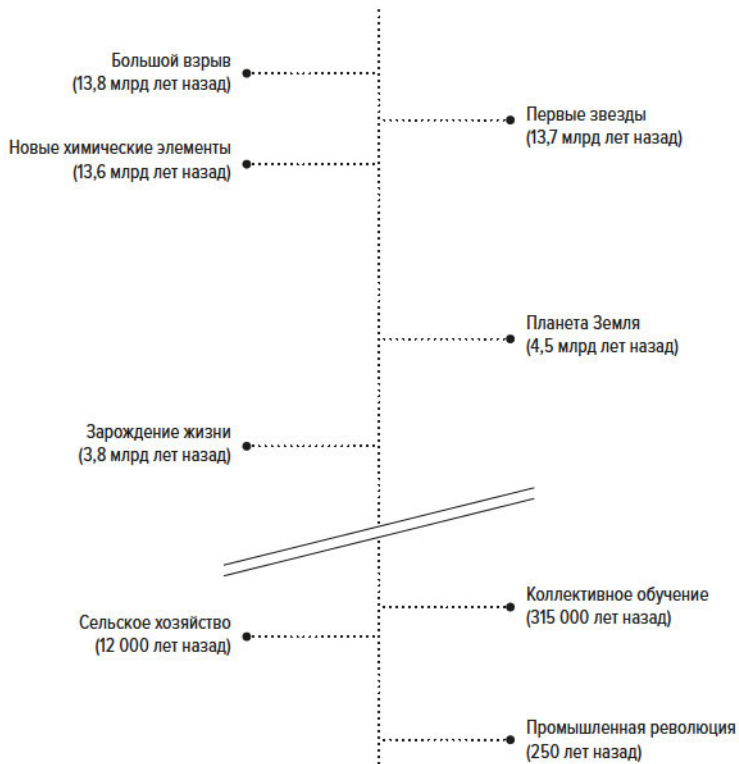 Большой взрыв
(13,8 млрд лет назад)
Первые звезды
(13,7 млрд лет назад)
Новые химические элементы
(13,6 млрд лет назад)
Планета Земля
(4,5 млрд лет назад)
Зарождение жизни
(3,8 млрд лет назад)
Коллективное обучение
(315 000 лет назад)
Сельское хозяйство
(12 000 лет назад)
Промышленная революция
(250 лет назад)